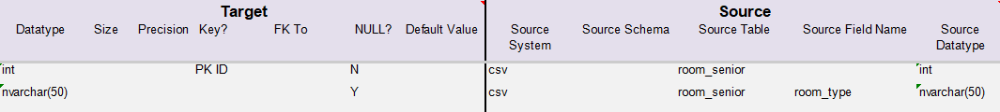 Target Source
Datatype Size Precision Key? FK To NULL? Default Value Source System Source Schema Source Table Source Field Name Source Datatype
int PK ID N csv room_senior int
nvarchar(50) Y csv room_senior room_type nvarchar(50)